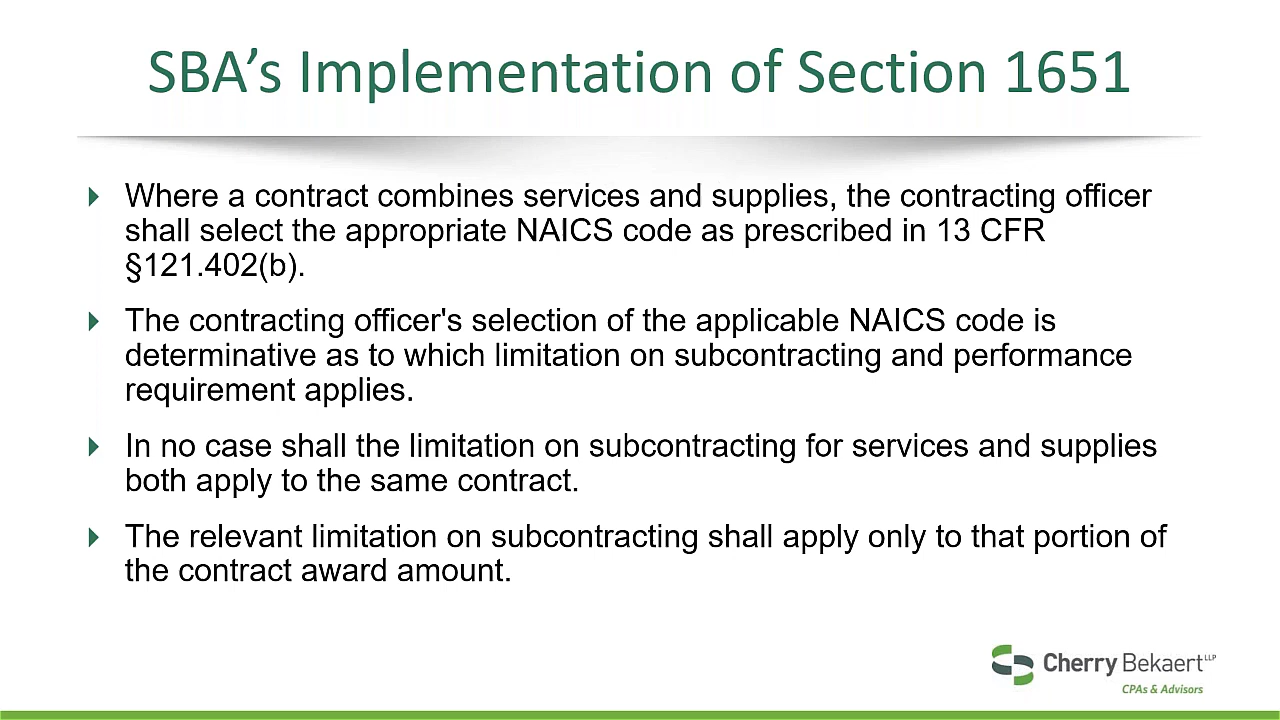 SBA’s Implementation of Section 1651
Where a contract combines services and supplies, the contracting officer
shall select the appropriate NAICS code as prescribed in 13 CFR
§121.402(b).
The contracting officer's selection of the applicable NAICS code is
determinative as to which limitation on subcontracting and performance
requirement applies.
In no case shall the limitation on subcontracting for services and supplies
both apply to the same contract.
The relevant limitation on subcontracting shall apply only to that portion of
the contract award amount.
Cherry Bekaert LLP
CPAs & Advisors